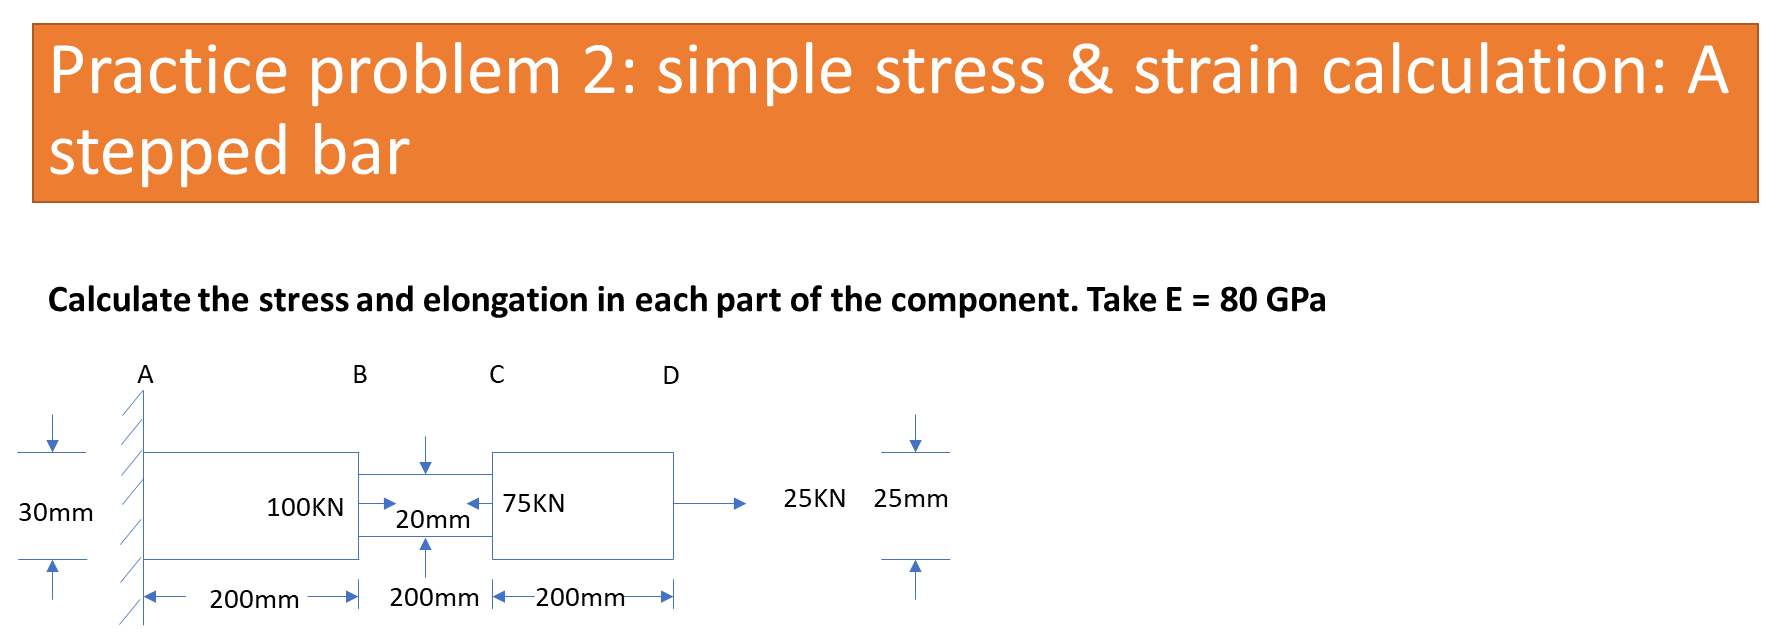 Practice problem 2: simple stress & strain calculation: A
stepped bar
Calculate the stress and elongation in each part of the component. Take E = 80 GPa
A B C D
30mm 100KN 20mm 75KN 25KN 25mm
200mm 200mm 200mm